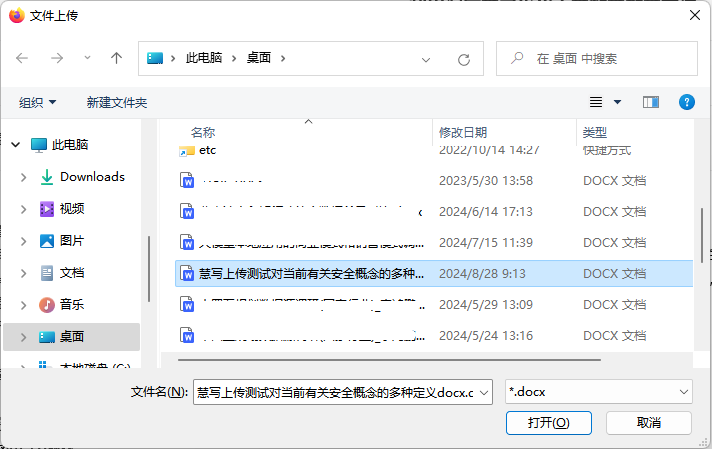 文件上传
此电脑 桌面
在 桌面 中搜索
组织 新建文件夹
名称 修改日期 类型
etc 2022/10/14 14:27 快捷方式
2023/5/30 13:58 DOCX 文档
2024/6/14 17:13 DOCX 文档
2024/7/15 11:39 DOCX 文档
慧写上传测试对当前有关安全概念的多种... 2024/8/28 9:13 DOCX 文档
2024/5/29 13:09 DOCX 文档
2024/5/24 13:16 DOCX 文档
此电脑
Downloads
视频
图片
文档
音乐
桌面
本地磁盘 (C:)
文件名(N): 慧写上传测试对当前有关安全概念的多种定义docx.c *.docx
打开(O) 取消